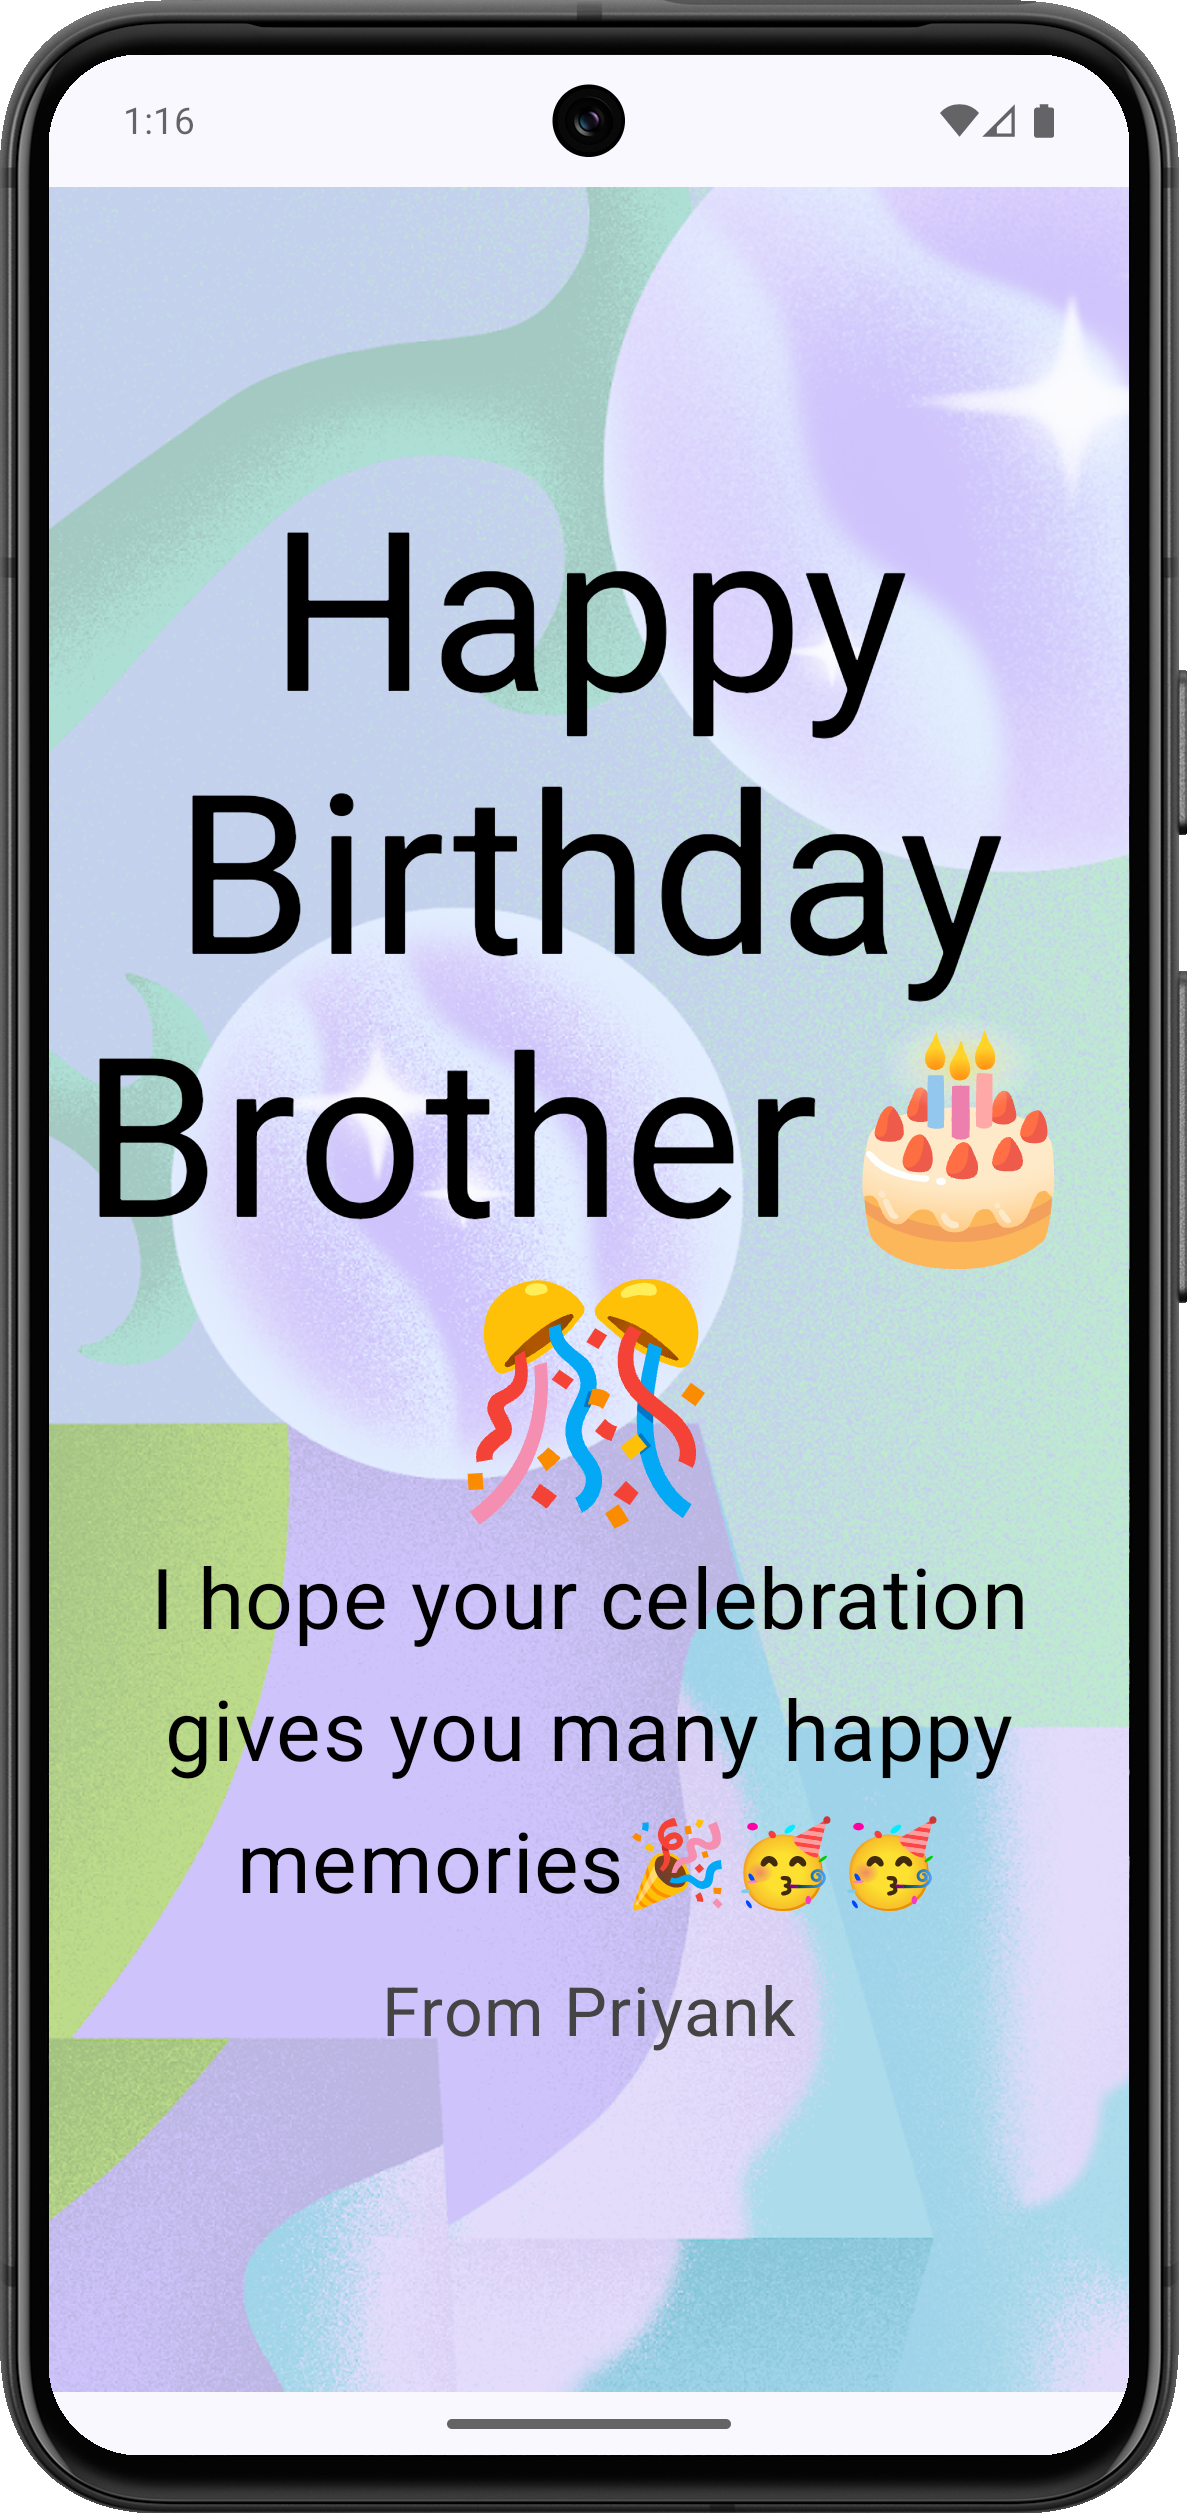 1:16
Happy
Birthday
Brother🎂
🎊
I hope your celebration
gives you many happy
memories🎉🥳🥳
From Priyank